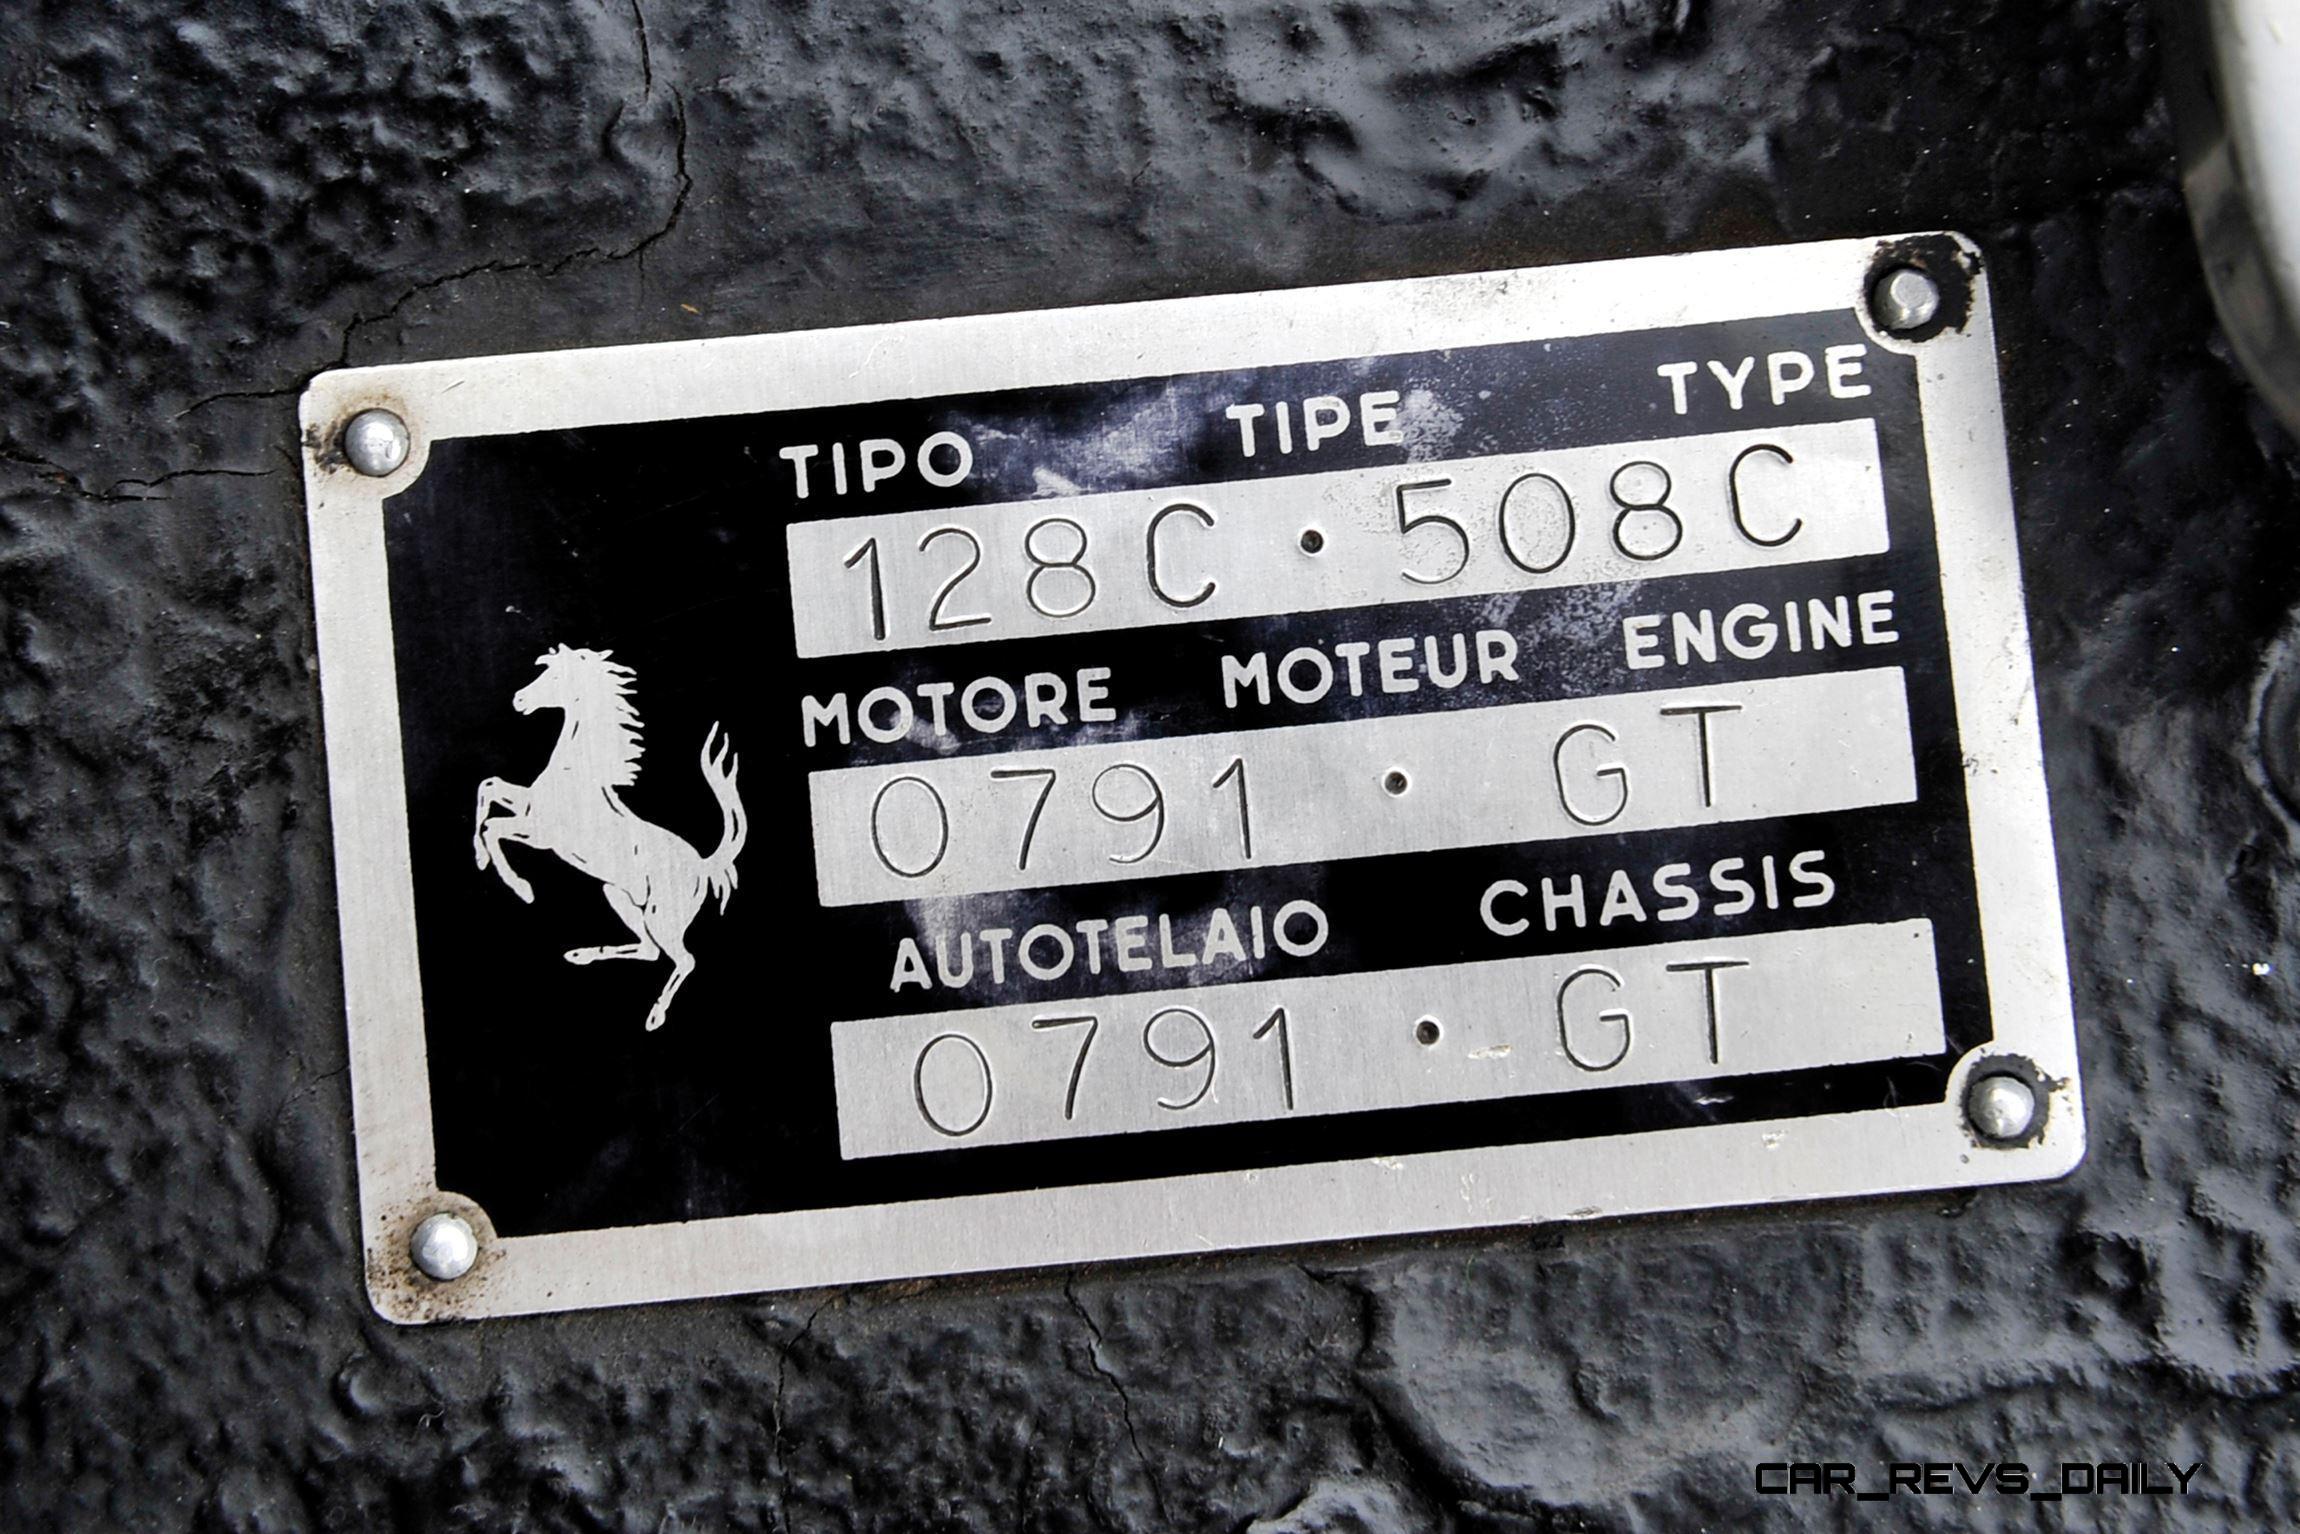 TIPO TIPE TYPE
128C · 508C
MOTORE MOTEUR ENGINE
0791 · GT
AUTOTELAIO CHASSIS
0791 · GT
CAR_REVS_DAILY